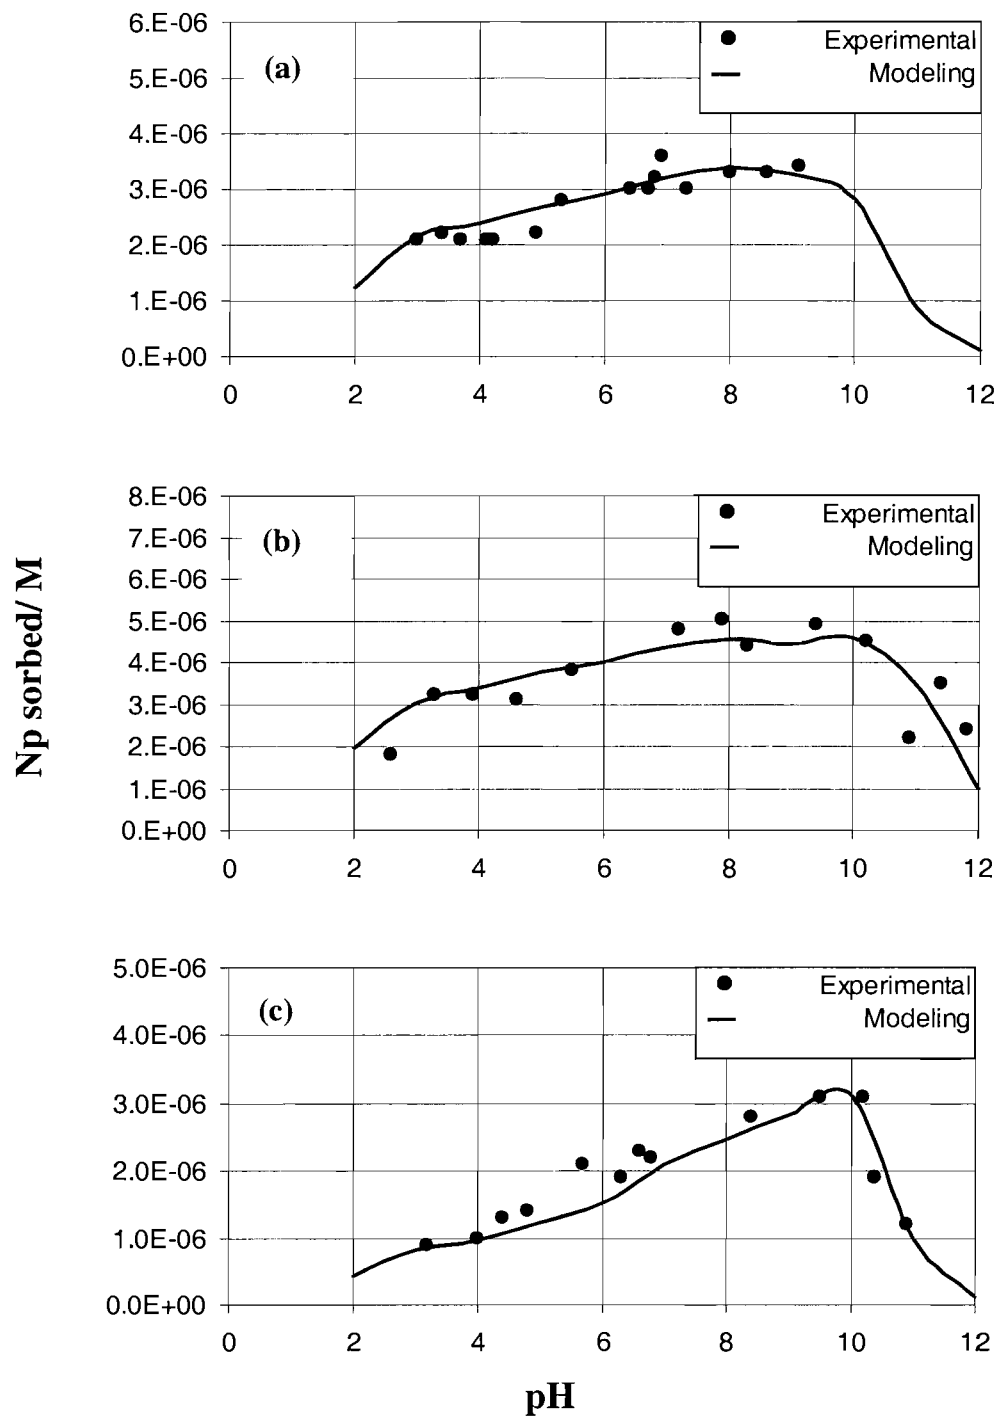 6.E-06
5.E-06
4.E-06
3.E-06
2.E-06
1.E-06
0.E+00
(a)
Experimental
Modeling
0 2 4 6 8 10 12
Np sorbed/ M
8.E-06
7.E-06
6.E-06
5.E-06
4.E-06
3.E-06
2.E-06
1.E-06
0.E+00
(b)
Experimental
Modeling
0 2 4 6 8 10 12
5.0E-06
4.0E-06
3.0E-06
2.0E-06
1.0E-06
0.0E+00
(c)
Experimental
Modeling
0 2 4 6 8 10 12
pH